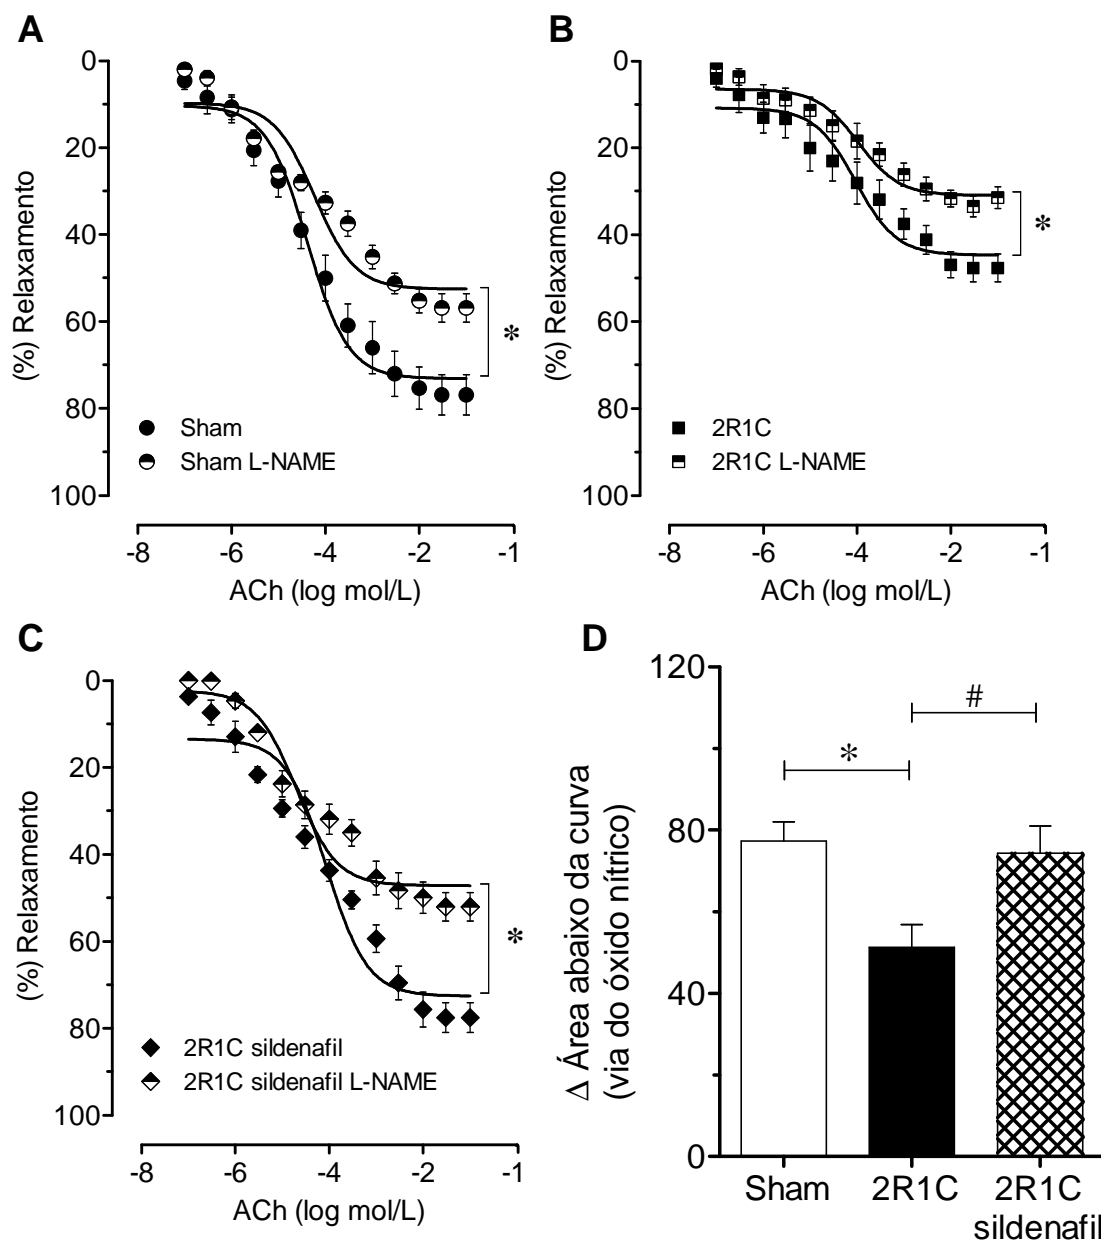 A
0
20
40
60
80
100
(%) Relaxamento
*
Sham
Sham L-NAME
-8
-6
-4
-2
-1
ACh (log mol/L)
B
0
20
40
60
80
100
(%) Relaxamento
*
2R1C
2R1C L-NAME
-8
-6
-4
-2
-1
ACh (log mol/L)
C
0
20
40
60
80
100
(%) Relaxamento
*
2R1C sildenafil
2R1C sildenafil L-NAME
-8
-6
-4
-2
-1
ACh (log mol/L)
D
120
80
40
0
Δ Área abaixo da curva
(via do óxido nítrico)
*
#
Sham
2R1C
2R1C
sildenafil